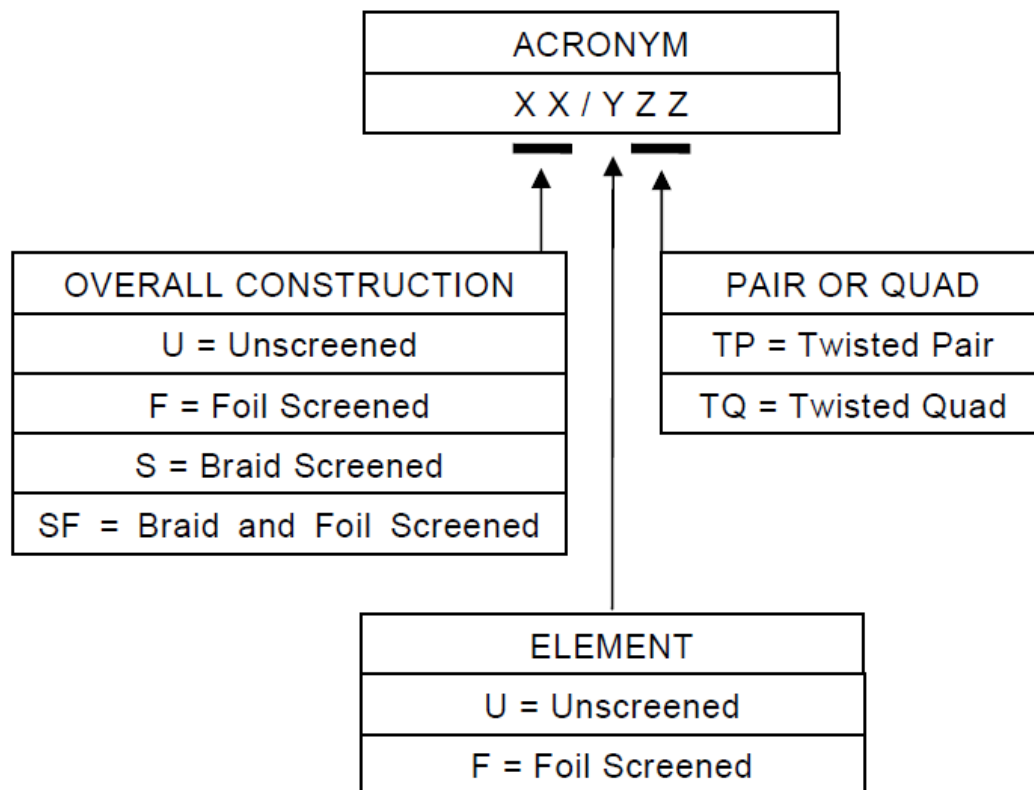 ACRONYM
X X / Y Z Z
OVERALL CONSTRUCTION
U = Unscreened
F = Foil Screened
S = Braid Screened
SF = Braid and Foil Screened
PAIR OR QUAD
TP = Twisted Pair
TQ = Twisted Quad
ELEMENT
U = Unscreened
F = Foil Screened